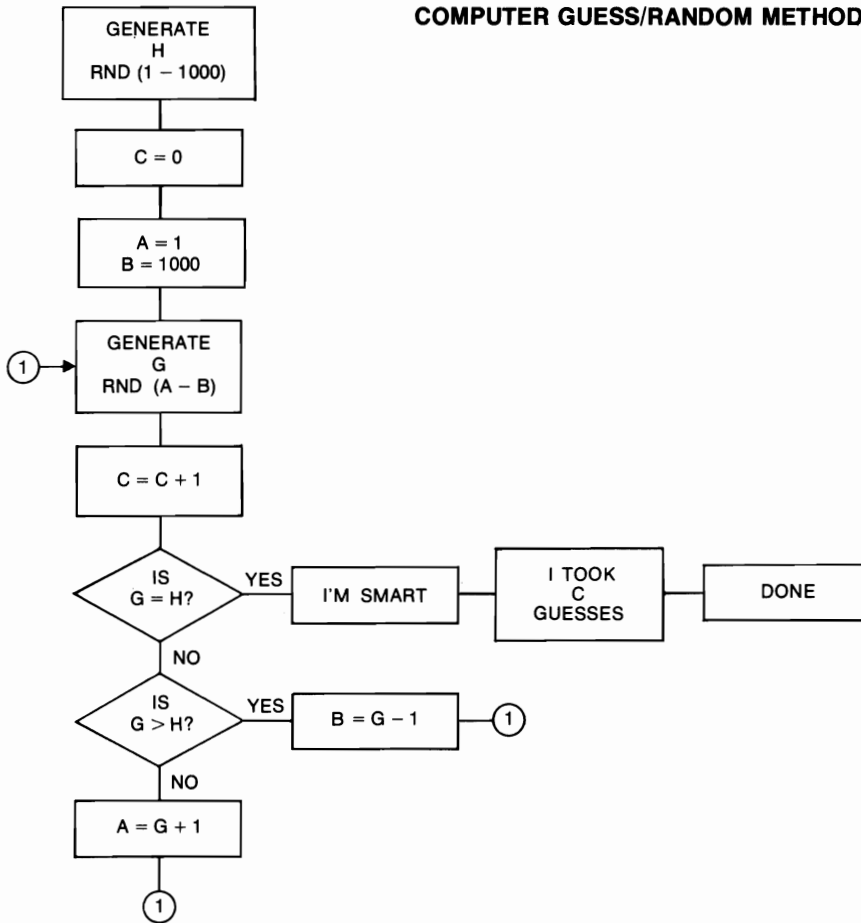 COMPUTER GUESS/RANDOM METHOD
GENERATE
H
RND (1 – 1000)
C = 0
A = 1
B = 1000
1
GENERATE
G
RND (A – B)
C = C + 1
IS
G = H?
YES
I'M SMART
I TOOK
C
GUESSES
DONE
NO
IS
G > H?
YES
B = G – 1
1
NO
A = G + 1
1